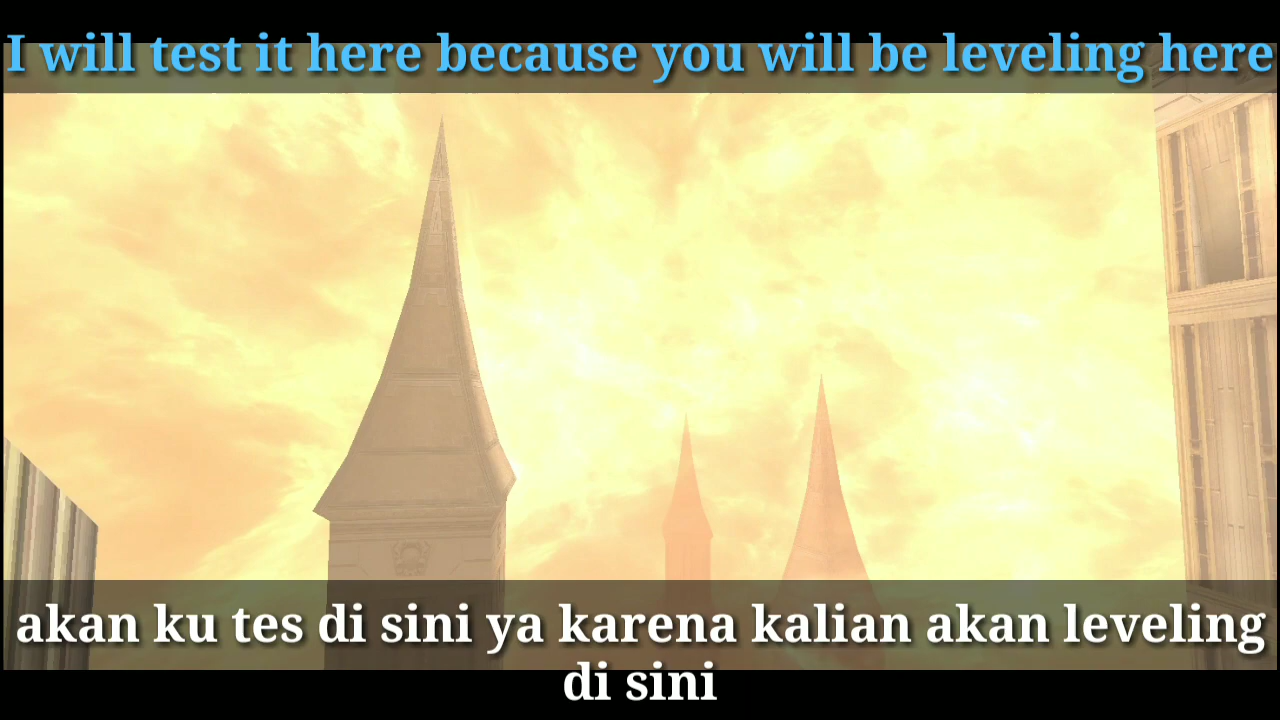 I will test it here because you will be leveling here
akan ku tes di sini ya karena kalian akan leveling
di sini